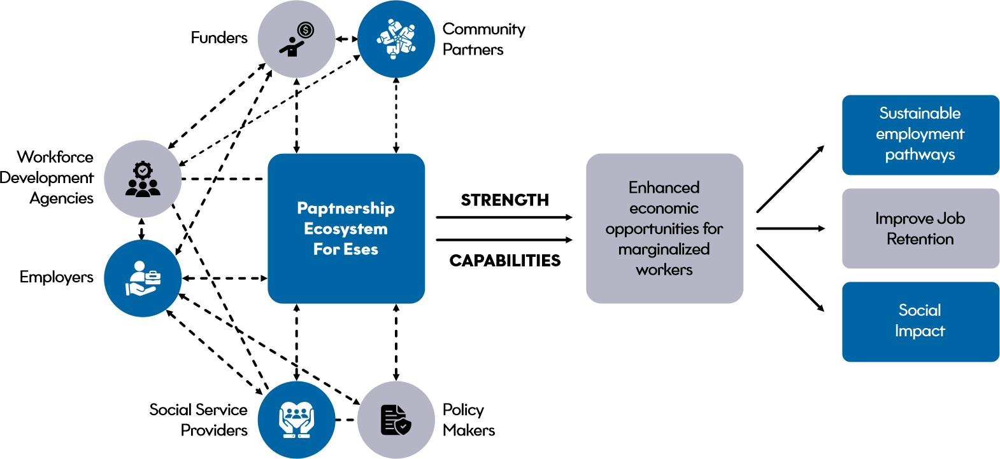 Funders
Community
Partners
Workforce
Development
Agencies
Employers
Social Service
Providers
Policy
Makers
Paptnership
Ecosystem
For Eses
STRENGTH
CAPABILITIES
Enhanced
economic
opportunities for
marginalized
workers
Sustainable
employment
pathways
Improve Job
Retention
Social
Impact